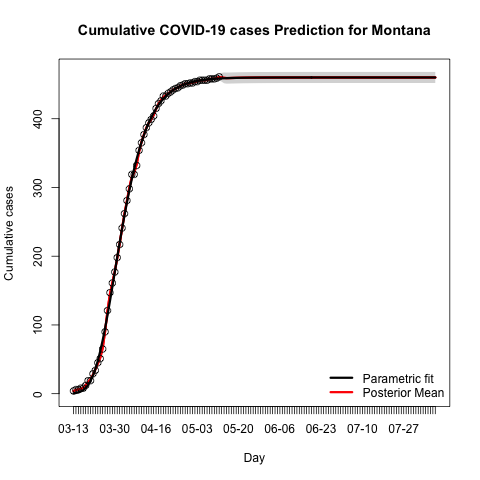 Cumulative COVID-19 cases Prediction for Montana
Cumulative cases
400
300
200
100
0
Parametric fit
Posterior Mean
03-13 03-30 04-16 05-03 05-20 06-06 06-23 07-10 07-27
Day